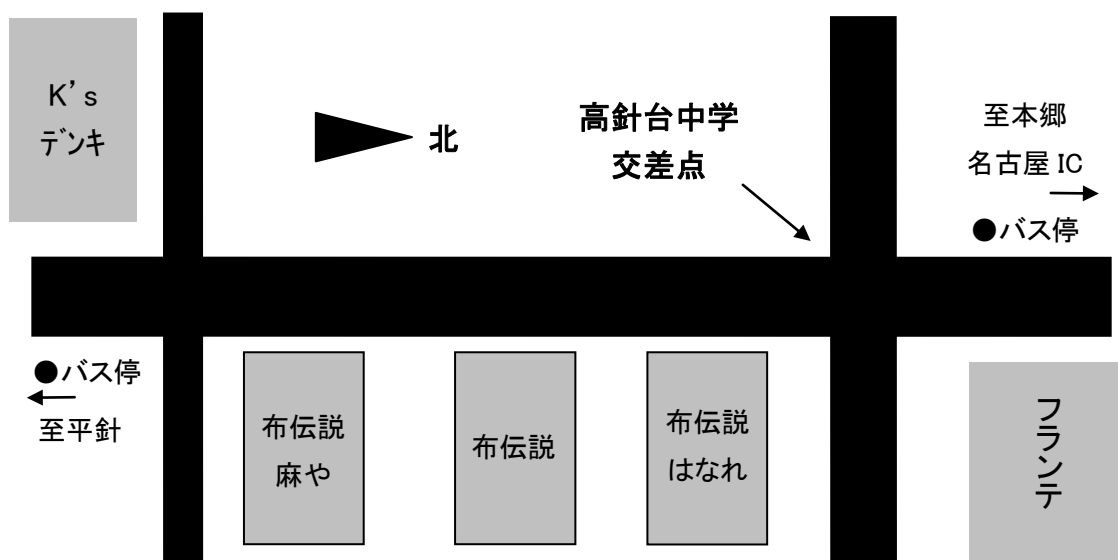 K’s
デンキ
北
高針台中学
交差点
至本郷
名古屋 IC
●バス停
●バス停
至平針
布伝説
麻や
布伝説
布伝説
はなれ
フランテ